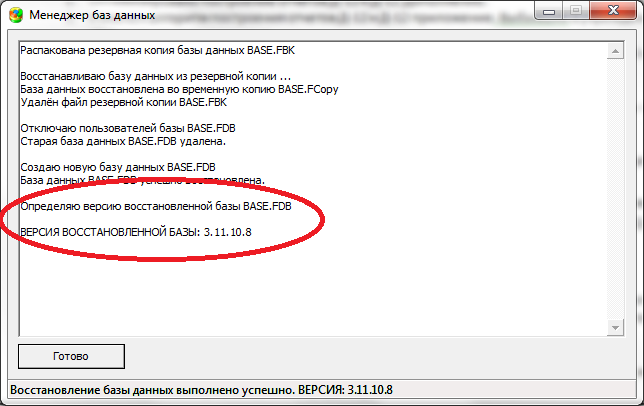 Менеджер баз данных
Распакована резервная копия базы данных BASE.FBK
Восстанавливаю базу данных из резервной копии ...
База данных восстановлена во временную копию BASE.FCopy
Удалён файл резервной копии BASE.FBK
Отключаю пользователей базы BASE.FDB
Старая база данных BASE.FDB удалена.
Создаю новую базу данных BASE.FDB
База данных BASE.FDB успешно восстановлена.
Определяю версию восстановленной базы BASE.FDB
ВЕРСИЯ ВОССТАНОВЛЕННОЙ БАЗЫ: 3.11.10.8
Готово
Восстановление базы данных выполнено успешно. ВЕРСИЯ: 3.11.10.8